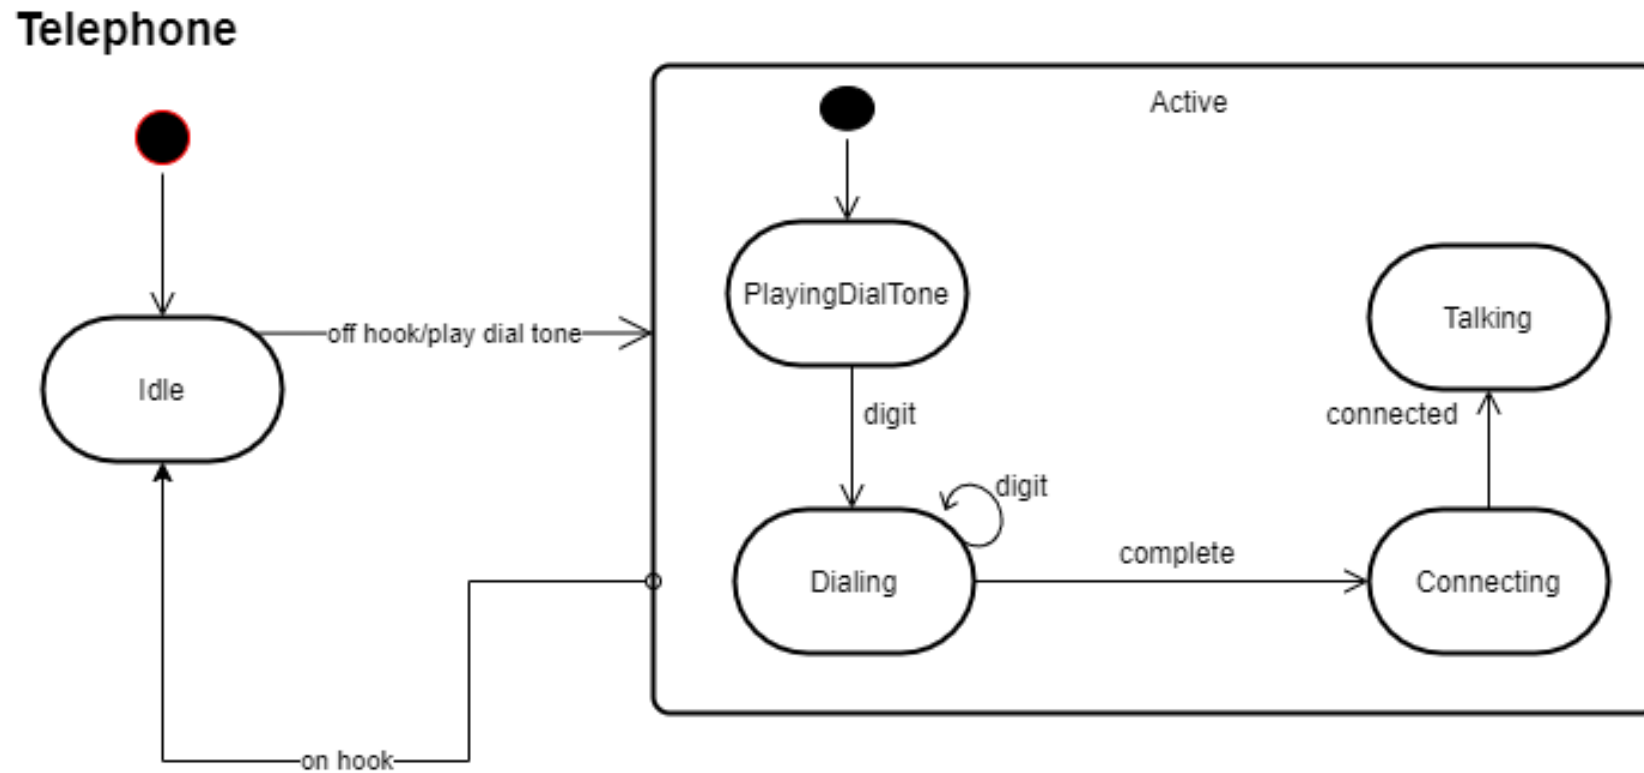 Telephone
Active
PlayingDialTone
Talking
off hook/play dial tone
Idle
digit
connected
digit
complete
Dialing
Connecting
on hook